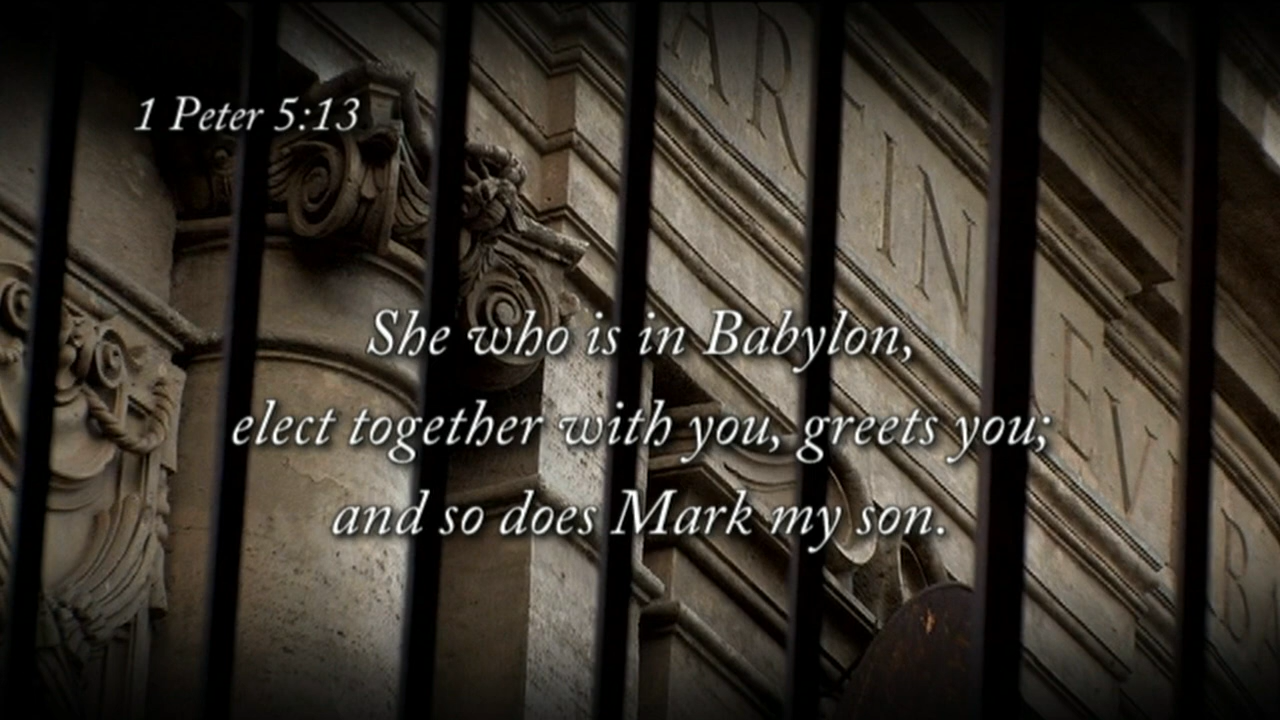 1 Peter 5:13
She who is in Babylon,
elect together with you, greets you;
and so does Mark my son.
IN